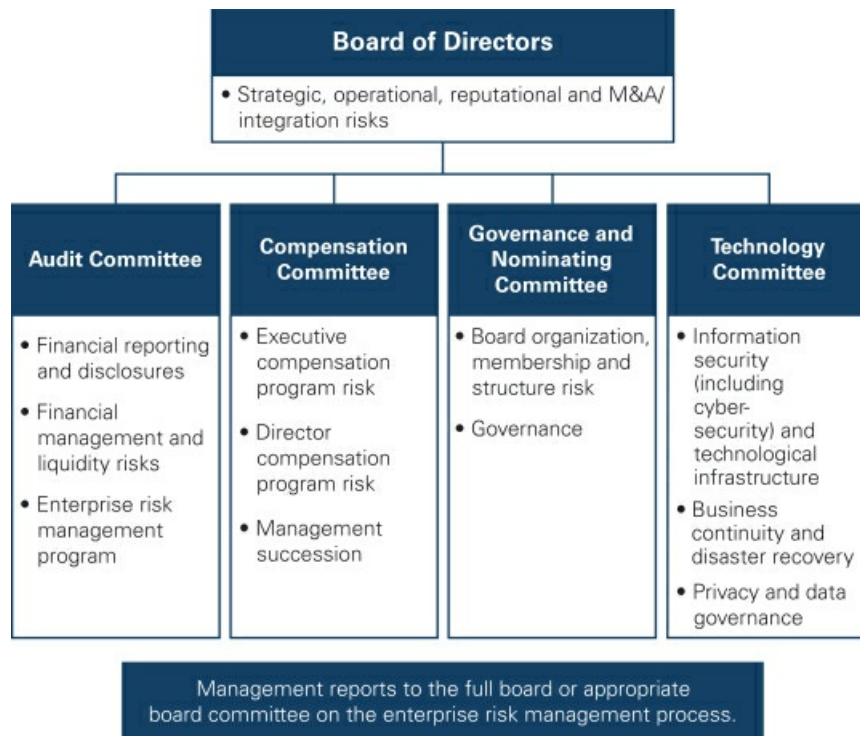 Board of Directors
• Strategic, operational, reputational and M&A/
integration risks
Audit Committee
• Financial reporting
and disclosures
• Financial
management and
liquidity risks
• Enterprise risk
management
program
Compensation
Committee
• Executive
compensation
program risk
• Director
compensation
program risk
• Management
succession
Governance and
Nominating
Committee
• Board organization,
membership and
structure risk
• Governance
Technology
Committee
• Information
security
(including
cyber-
security) and
technological
infrastructure
• Business
continuity and
disaster recovery
• Privacy and data
governance
Management reports to the full board or appropriate
board committee on the enterprise risk management process.